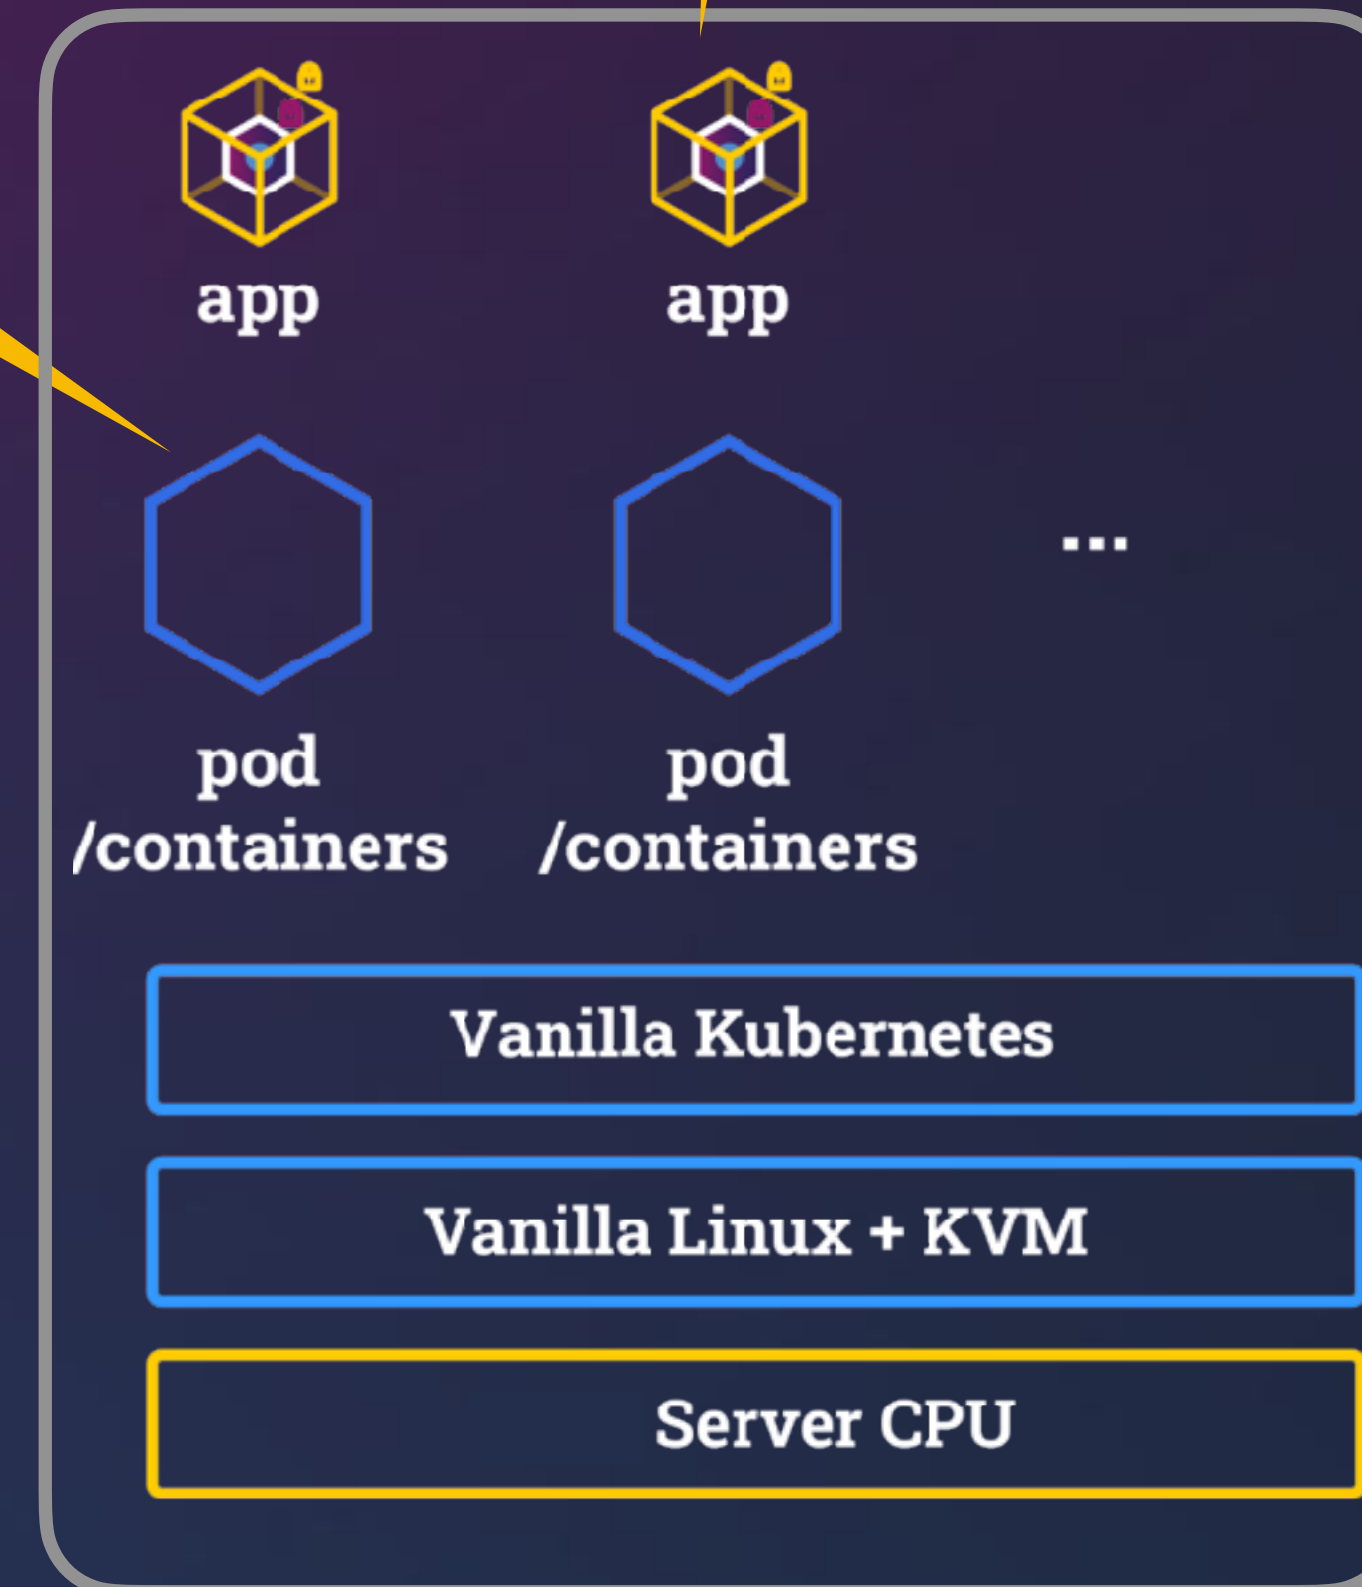 app
app
...
pod
/containers
pod
/containers
Vanilla Kubernetes
Vanilla Linux + KVM
Server CPU